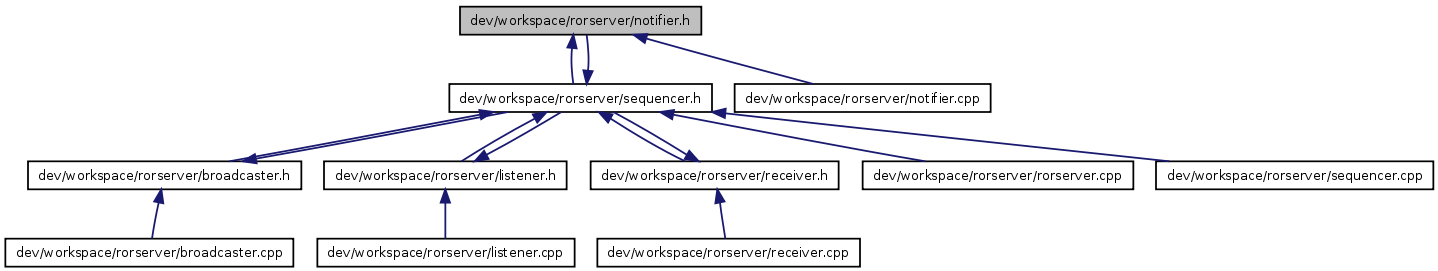 dev/workspace/rorserver/notifier.h
dev/workspace/rorserver/sequencer.h
dev/workspace/rorserver/notifier.cpp
dev/workspace/rorserver/broadcaster.h
dev/workspace/rorserver/listener.h
dev/workspace/rorserver/receiver.h
dev/workspace/rorserver/rorserver.cpp
dev/workspace/rorserver/sequencer.cpp
dev/workspace/rorserver/broadcaster.cpp
dev/workspace/rorserver/listener.cpp
dev/workspace/rorserver/receiver.cpp